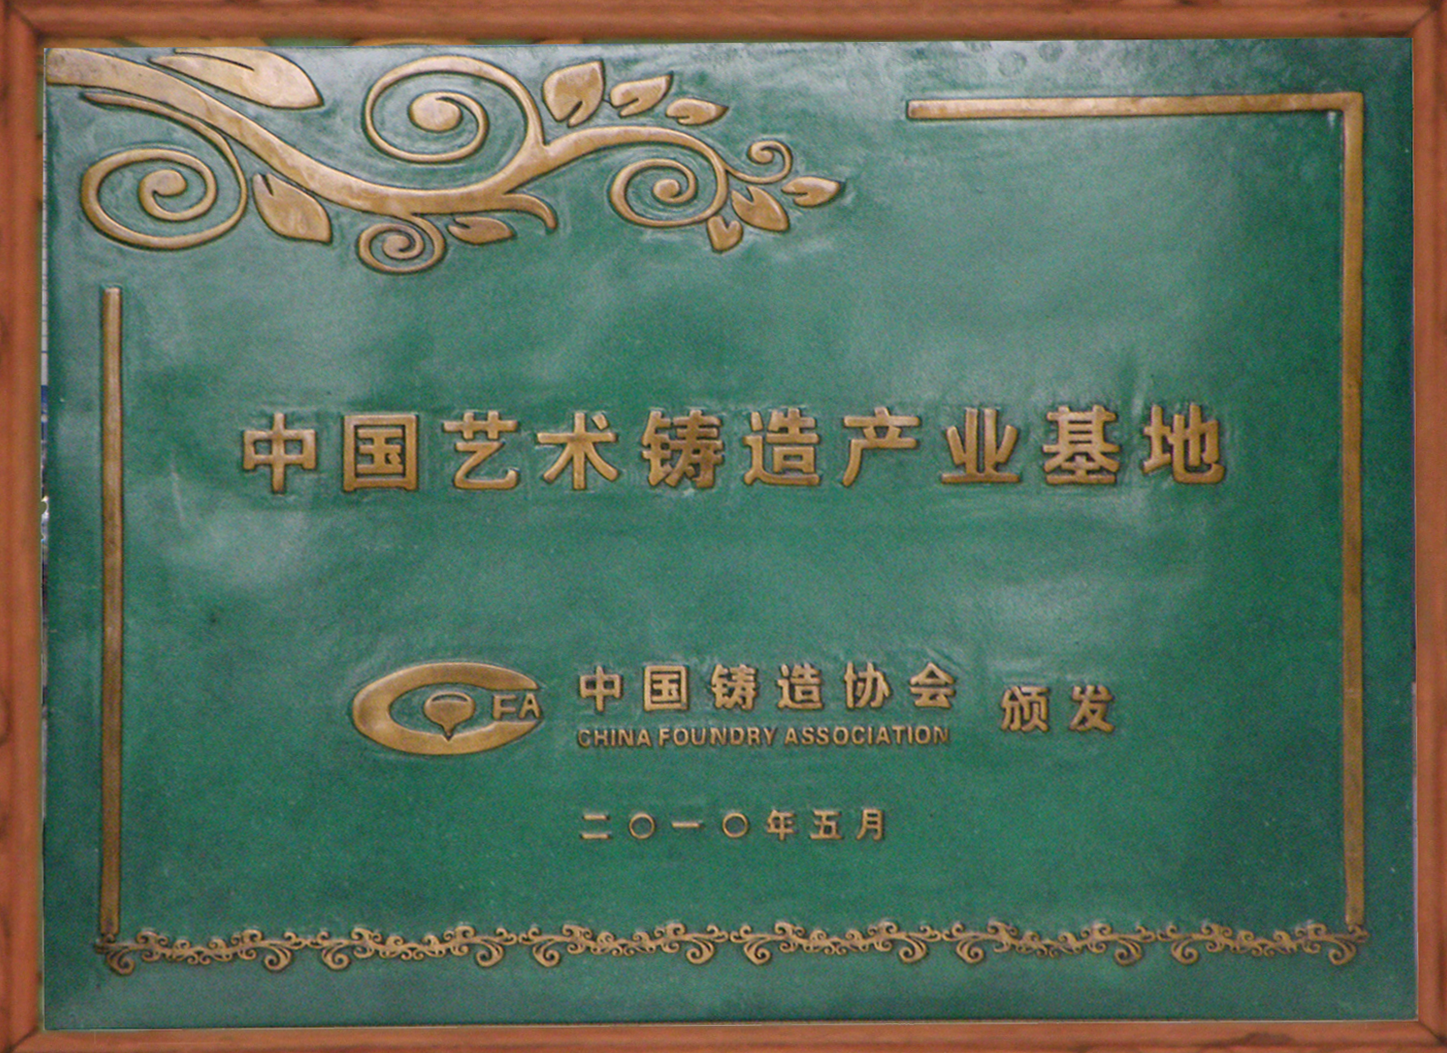 中国艺术铸造产业基地
CFA 中国铸造协会 颁发
CHINA FOUNDRY ASSOCIATION
二〇一〇年五月